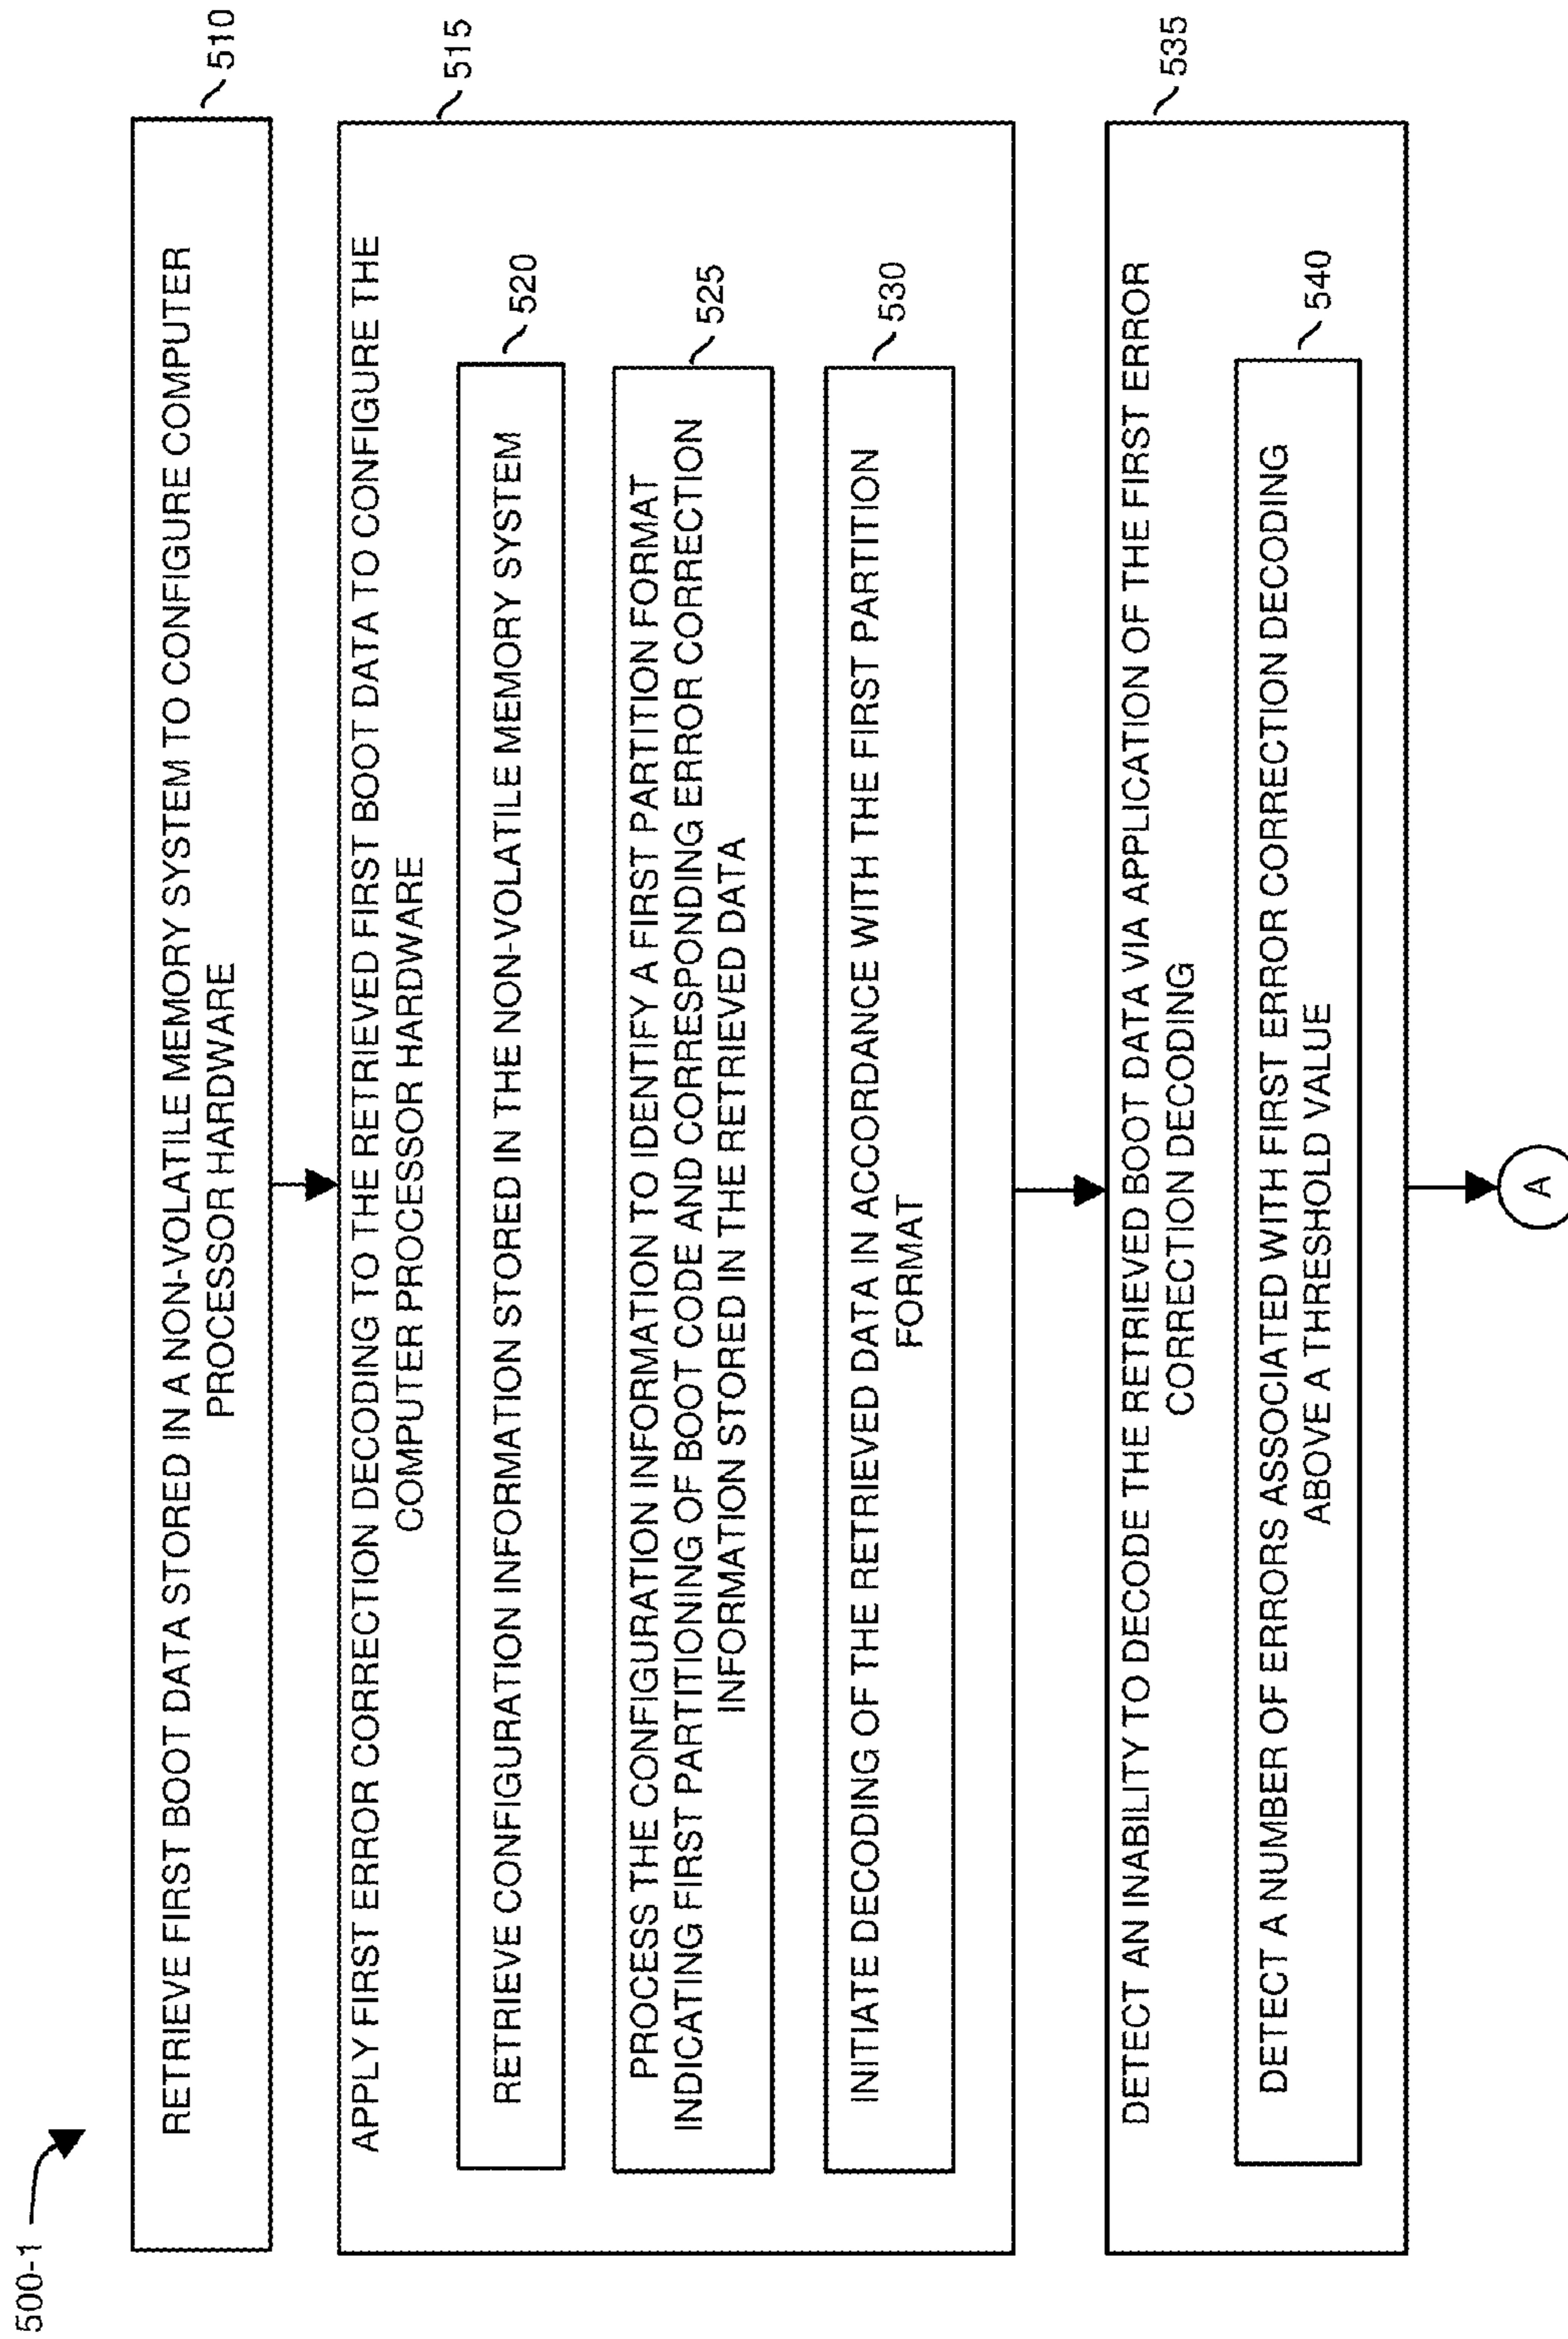 500-1
510
RETRIEVE FIRST BOOT DATA STORED IN A NON-VOLATILE MEMORY SYSTEM TO CONFIGURE COMPUTER
PROCESSOR HARDWARE
515
APPLY FIRST ERROR CORRECTION DECODING TO THE RETRIEVED FIRST BOOT DATA TO CONFIGURE THE
COMPUTER PROCESSOR HARDWARE
520
RETRIEVE CONFIGURATION INFORMATION STORED IN THE NON-VOLATILE MEMORY SYSTEM
525
PROCESS THE CONFIGURATION INFORMATION TO IDENTIFY A FIRST PARTITION FORMAT
INDICATING FIRST PARTITIONING OF BOOT CODE AND CORRESPONDING ERROR CORRECTION
INFORMATION STORED IN THE RETRIEVED DATA
530
INITIATE DECODING OF THE RETRIEVED DATA IN ACCORDANCE WITH THE FIRST PARTITION
FORMAT
535
DETECT AN INABILITY TO DECODE THE RETRIEVED BOOT DATA VIA APPLICATION OF THE FIRST ERROR
CORRECTION DECODING
540
DETECT A NUMBER OF ERRORS ASSOCIATED WITH FIRST ERROR CORRECTION DECODING
ABOVE A THRESHOLD VALUE
A